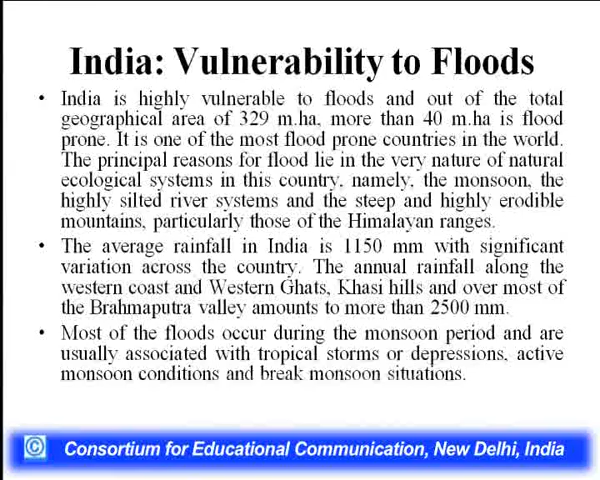 India: Vulnerability to Floods
• India is highly vulnerable to floods and out of the total
geographical area of 329 m.ha, more than 40 m.ha is flood
prone. It is one of the most flood prone countries in the world.
The principal reasons for flood lie in the very nature of natural
ecological systems in this country, namely, the monsoon, the
highly silted river systems and the steep and highly erodible
mountains, particularly those of the Himalayan ranges.
• The average rainfall in India is 1150 mm with significant
variation across the country. The annual rainfall along the
western coast and Western Ghats, Khasi hills and over most of
the Brahmaputra valley amounts to more than 2500 mm.
• Most of the floods occur during the monsoon period and are
usually associated with tropical storms or depressions, active
monsoon conditions and break monsoon situations.
© Consortium for Educational Communication, New Delhi, India